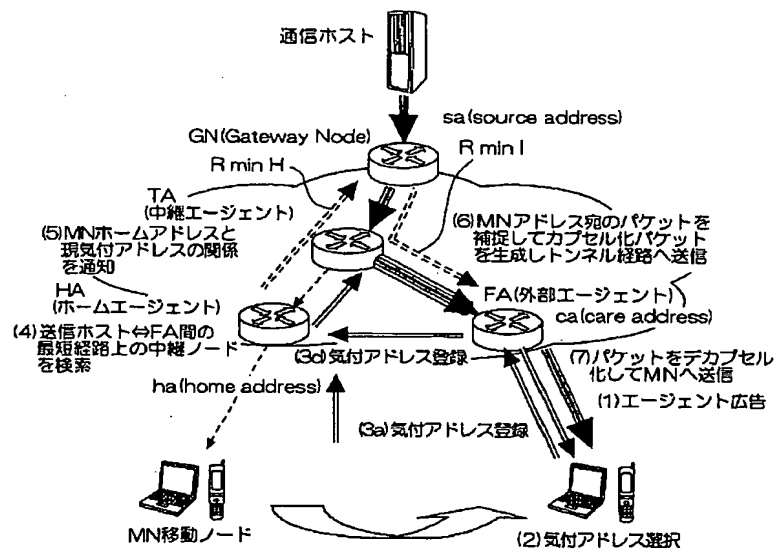 通信ホスト
sa(source address)
GN(Gateway Node)
R min H
R min I
TA
(中継エージェント)
(5)MNホームアドレスと
現気付アドレスの関係
を通知
(6)MNアドレス宛のパケットを
補捉してカプセル化パケット
を生成しトンネル経路へ送信
HA
(ホームエージェント)
FA(外部エージェント)
ca(care address)
(4)送信ホスト⇔FA間の
最短経路上の中継ノード
を検索
(3d)気付アドレス登録
(7)パケットをデカプセル
化してMNへ送信
ha(home address)
(1)エージェント広告
(3a)気付アドレス登録
MN移動ノード
(2)気付アドレス選択